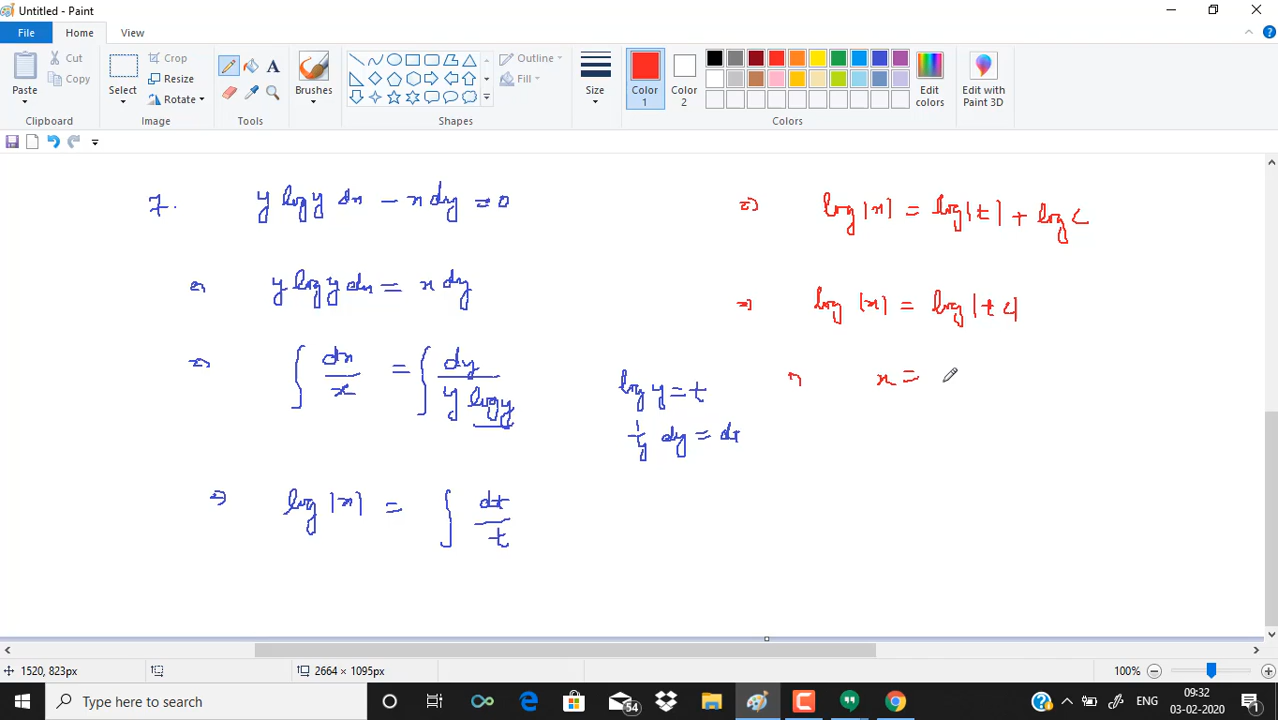 Untitled - Paint
File Home View
Paste
Cut
Copy
Clipboard
Select
Crop
Resize
Rotate
Image
A
Tools
Brushes
Outline
Fill
Shapes
Size
Color 1
Color 2
Edit colors
Colors
Edit with Paint 3D
7. y log y dx - x dy = 0
⇒ y log y dx = x dy
⇒ ∫ dx/x = ∫ dy/(y log y)
log y = t
1/y dy = dt
⇒ log |x| = ∫ dt/t
⇒ log |x| = log |t| + log C
⇒ log |x| = log |t c|
⇒ x =
1520, 823px
2664 × 1095px
100%
Type here to search
54
ENG
09:32
03-02-2020
1